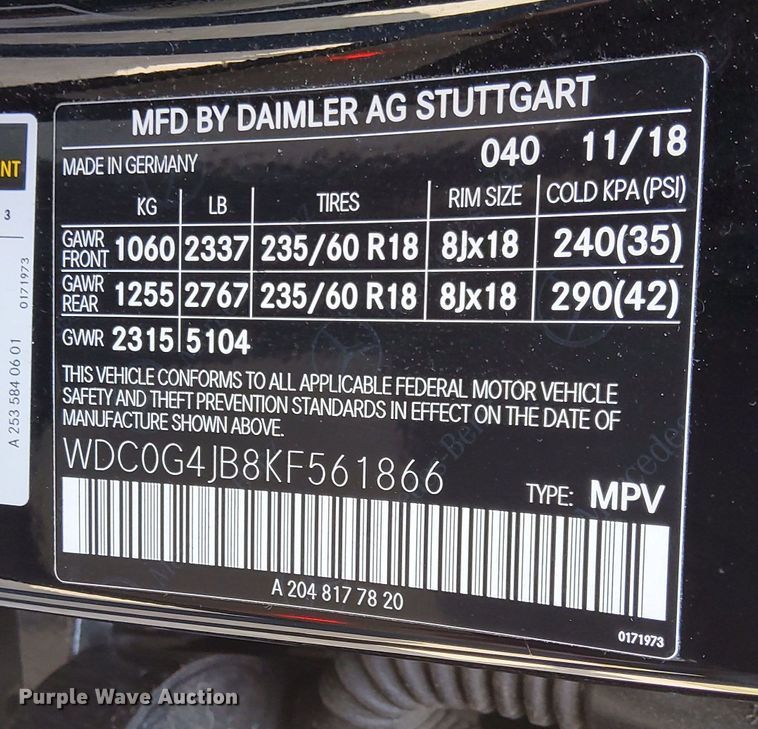 MFD BY DAIMLER AG STUTTGART
MADE IN GERMANY 040 11/18
KG LB TIRES RIM SIZE COLD KPA (PSI)
GAWR FRONT 1060 2337 235/60 R18 8Jx18 240(35)
GAWR REAR 1255 2767 235/60 R18 8Jx18 290(42)
GVWR 2315 5104
THIS VEHICLE CONFORMS TO ALL APPLICABLE FEDERAL MOTOR VEHICLE
SAFETY AND THEFT PREVENTION STANDARDS IN EFFECT ON THE DATE OF
MANUFACTURE SHOWN ABOVE.
WDC0G4JB8KF561866
TYPE: MPV
A 204 817 78 20
0171973
NT
3
0171973
A 253 584 06 01
Purple Wave Auction